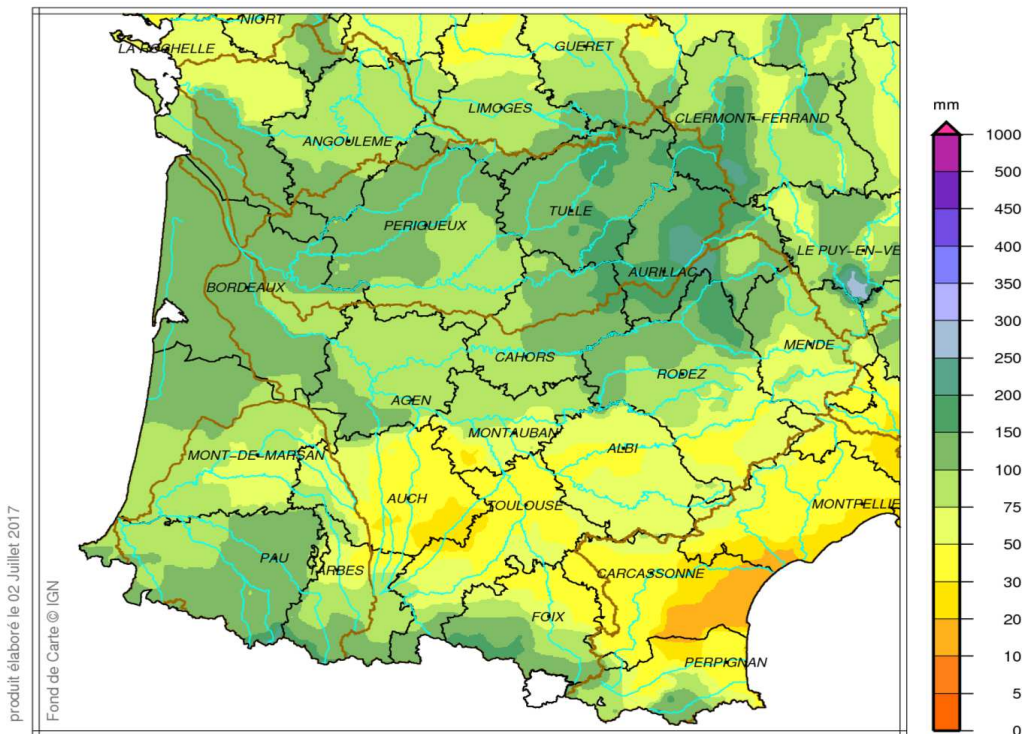 NIORT
LA ROCHELLE
GUERET
LIMOGES
CLERMONT-FERRAND
ANGOULEME
PERIGUEUX
TULLE
LE PUY-EN-VE
AURILLAC
BORDEAUX
MENDE
CAHORS
RODEZ
AGEN
MONTAUBAN
ALBI
MONT-DE-MARSAN
AUCH
TOULOUSE
MONTPELLIE
PAU
TARBES
CARCASSONNE
FOIX
PERPIGNAN
mm
1000
500
400
350
300
250
200
150
100
75
50
30
20
10
5
0
produit élaboré le 02 Juillet 2017
Fond de Carte © IGN